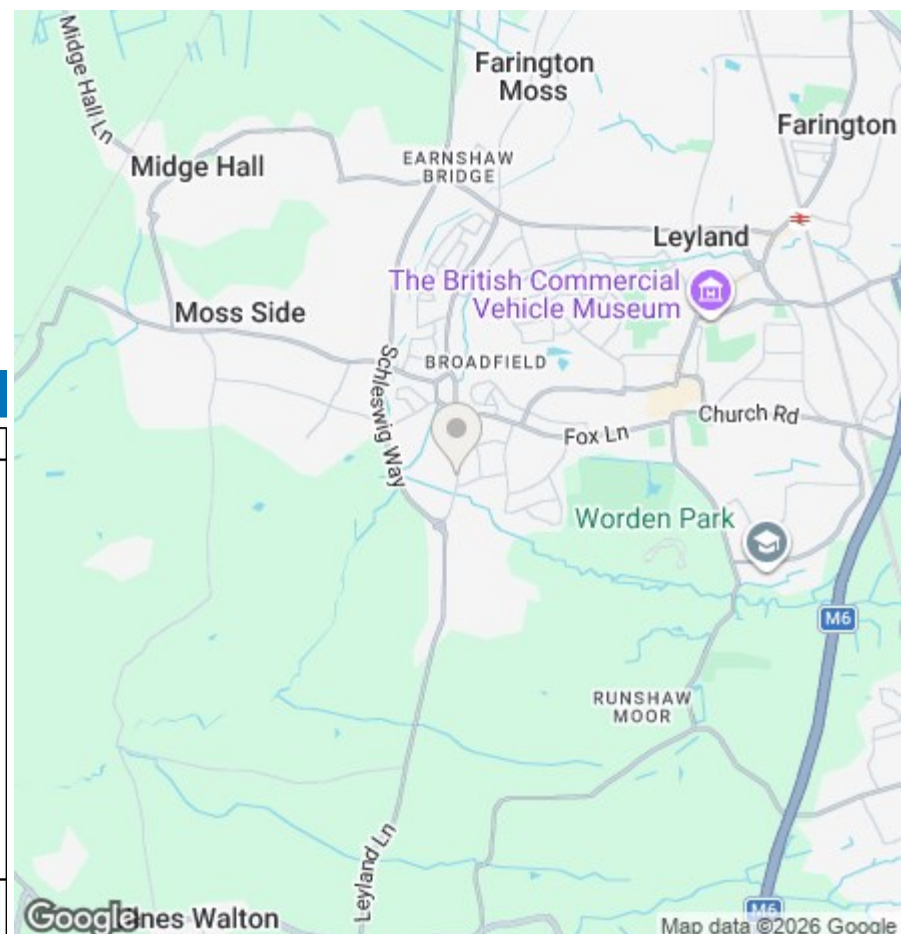 Midge Hall Ln
Farington
Moss
Farington
Midge Hall
EARNSHAW
BRIDGE
Leyland
The British Commercial
Vehicle Museum
Moss Side
Schleswig Way
BROADFIELD
Church Rd
Fox Ln
Worden Park
M6
RUNSHAW
MOOR
Leyland Ln
M6
Google
Walton
Map data ©2026 Google